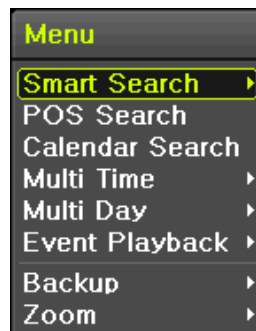 Menu
Smart Search
POS Search
Calendar Search
Multi Time
Multi Day
Event Playback
Backup
Zoom